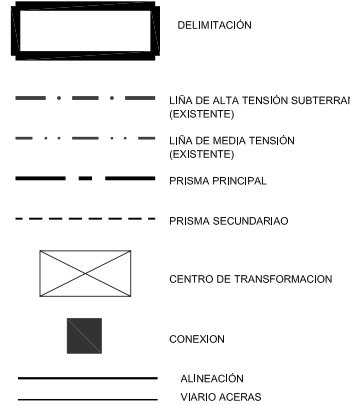 DELIMITACIÓN
LIÑA DE ALTA TENSIÓN
(EXISTENTE)
LIÑA DE MEDIA TENSIÓN
(EXISTENTE)
PRISMA PRINCIPAL
PRISMA SECUNDARIAO
CENTRO DE TRANSFORMACION
CONEXION
ALINEACIÓN
VIARIO ACERAS